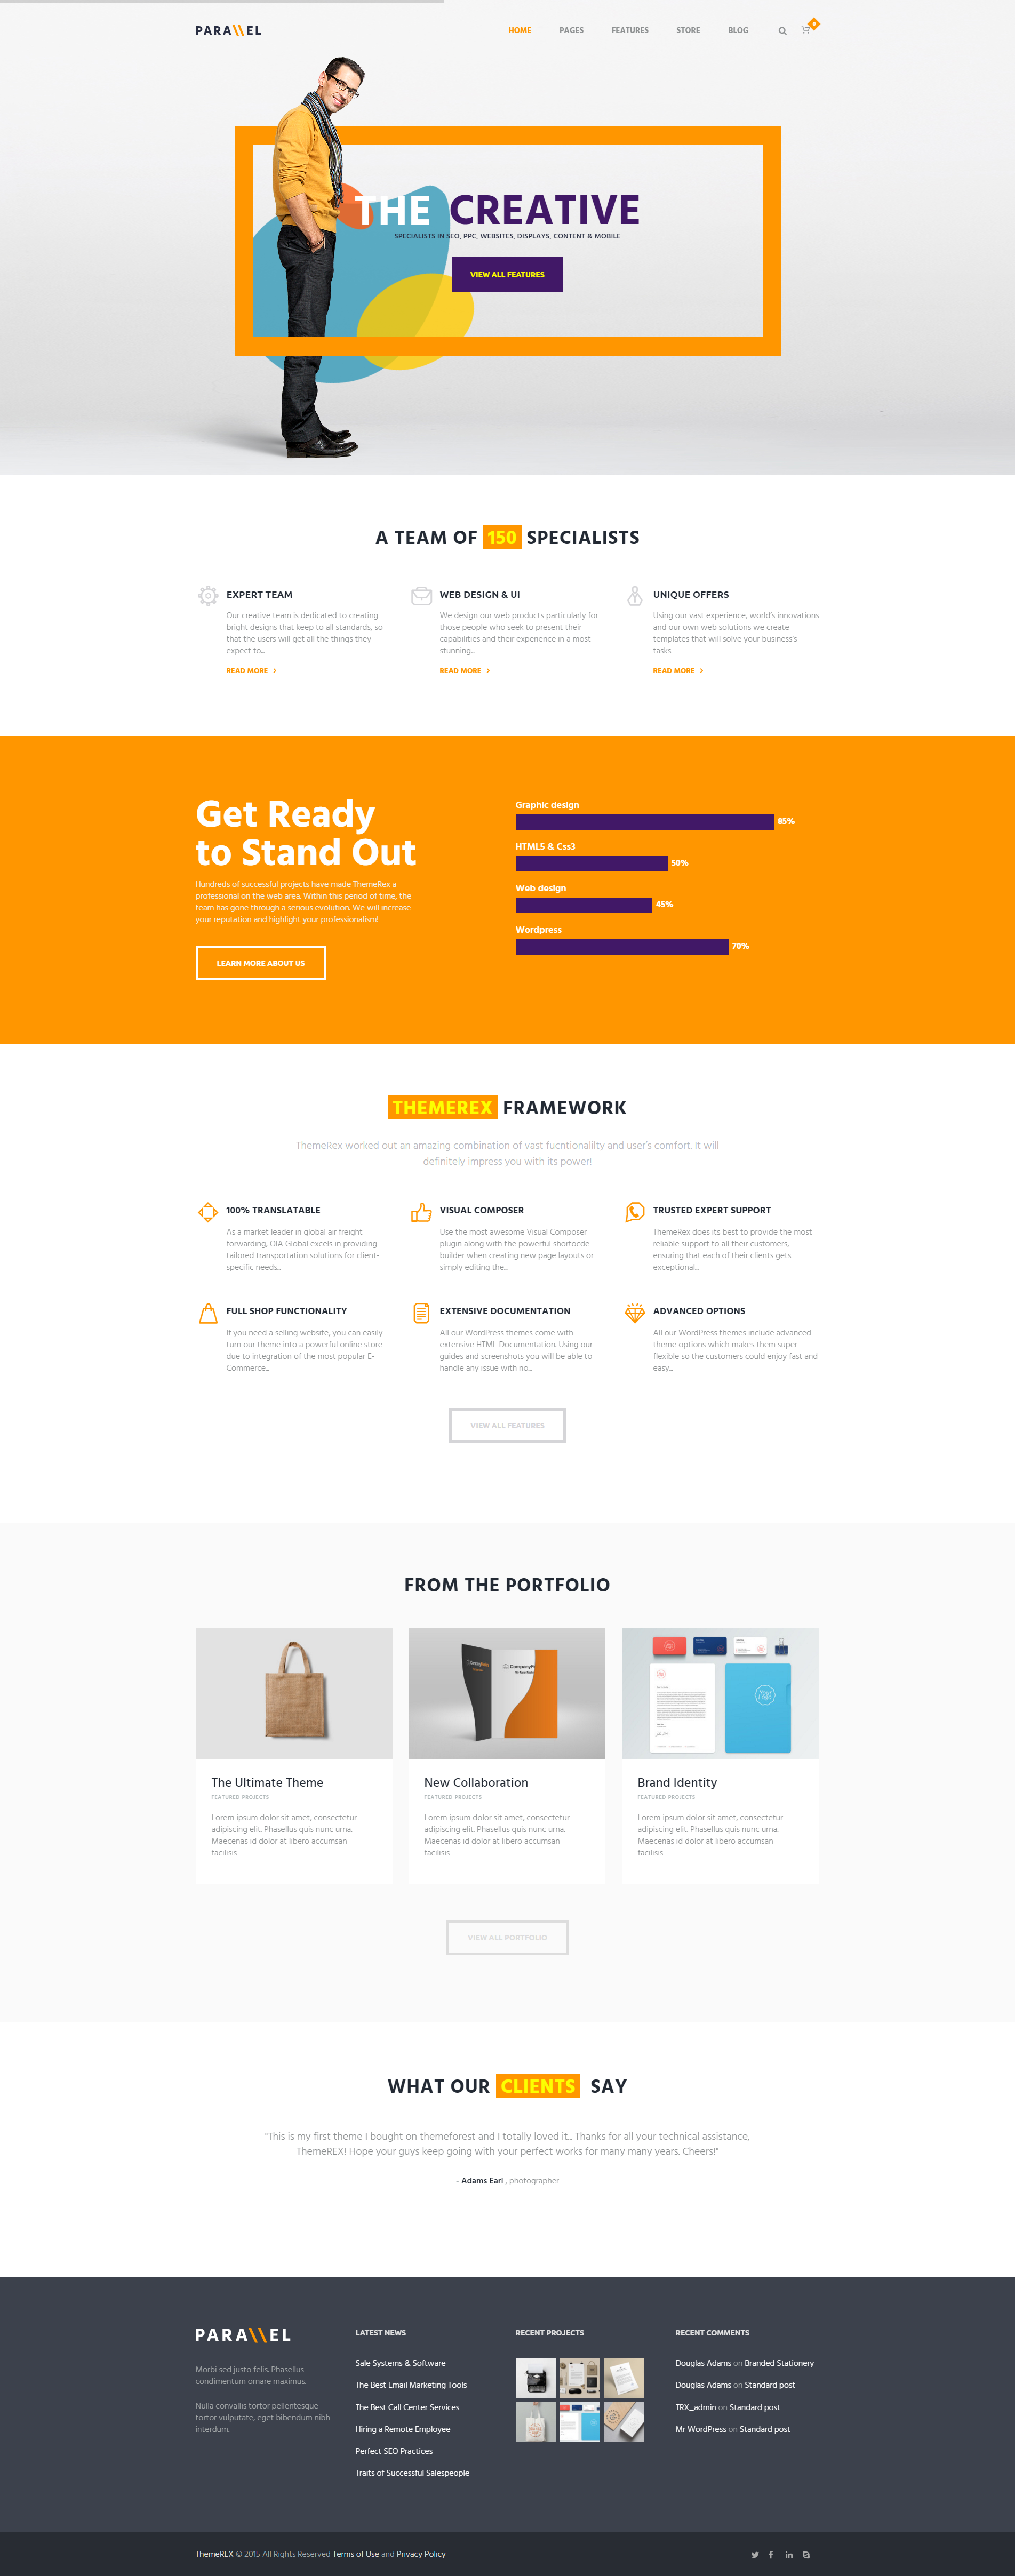 PARALLEL
HOME PAGES FEATURES STORE BLOG 0
THE CREATIVE
SPECIALISTS IN SEO, PPC, WEBSITES, DISPLAYS, CONTENT & MOBILE
VIEW ALL FEATURES
A TEAM OF 150 SPECIALISTS
EXPERT TEAM
Our creative team is dedicated to creating
bright designs that keep to all standards, so
that the users will get all the things they
expect to...
READ MORE
WEB DESIGN & UI
We design our web products particularly for
those people who seek to present their
capabilities and their experience in a most
stunning...
READ MORE
UNIQUE OFFERS
Using our vast experience, world's innovations
and our own web solutions we create
templates that will solve your business's
tasks…
READ MORE
Get Ready
to Stand Out
Hundreds of successful projects have made ThemeRex a
professional on the web area. Within this period of time, the
team has gone through a serious evolution. We will increase
your reputation and highlight your professionalism!
LEARN MORE ABOUT US
Graphic design
85%
HTML5 & Css3
50%
Web design
45%
Wordpress
70%
THEMEREX FRAMEWORK
ThemeRex worked out an amazing combination of vast fucntionalilty and user's comfort. It will
definitely impress you with its power!
100% TRANSLATABLE
As a market leader in global air freight
forwarding, OIA Global excels in providing
tailored transportation solutions for client-
specific needs...
VISUAL COMPOSER
Use the most awesome Visual Composer
plugin along with the powerful shortocde
builder when creating new page layouts or
simply editing the...
TRUSTED EXPERT SUPPORT
ThemeRex does its best to provide the most
reliable support to all their customers,
ensuring that each of their clients gets
exceptional...
FULL SHOP FUNCTIONALITY
If you need a selling website, you can easily
turn our theme into a powerful online store
due to integration of the most popular E-
Commerce...
EXTENSIVE DOCUMENTATION
All our WordPress themes come with
extensive HTML Documentation. Using our
guides and screenshots you will be able to
handle any issue with no...
ADVANCED OPTIONS
All our WordPress themes include advanced
theme options which makes them super
flexible so the customers could enjoy fast and
easy...
VIEW ALL FEATURES
FROM THE PORTFOLIO
CompanyFolders
Your Logo
The Ultimate Theme
FEATURED PROJECTS
Lorem ipsum dolor sit amet, consectetur
adipiscing elit. Phasellus quis nunc urna.
Maecenas id dolor at libero accumsan
facilisis…
New Collaboration
FEATURED PROJECTS
Lorem ipsum dolor sit amet, consectetur
adipiscing elit. Phasellus quis nunc urna.
Maecenas id dolor at libero accumsan
facilisis…
Brand Identity
FEATURED PROJECTS
Lorem ipsum dolor sit amet, consectetur
adipiscing elit. Phasellus quis nunc urna.
Maecenas id dolor at libero accumsan
facilisis…
VIEW ALL PORTFOLIO
WHAT OUR CLIENTS SAY
"This is my first theme I bought on themeforest and I totally loved it... Thanks for all your technical assistance,
ThemeREX! Hope your guys keep going with your perfect works for many many years. Cheers!"
- Adams Earl , photographer
PARALLEL
Morbi sed justo felis. Phasellus
condimentum ornare maximus.
Nulla convallis tortor pellentesque
tortor vulputate, eget bibendum nibh
interdum.
LATEST NEWS
Sale Systems & Software
The Best Email Marketing Tools
The Best Call Center Services
Hiring a Remote Employee
Perfect SEO Practices
Traits of Successful Salespeople
RECENT PROJECTS
RECENT COMMENTS
Douglas Adams on Branded Stationery
Douglas Adams on Standard post
TRX_admin on Standard post
Mr WordPress on Standard post
ThemeREX © 2015 All Rights Reserved Terms of Use and Privacy Policy